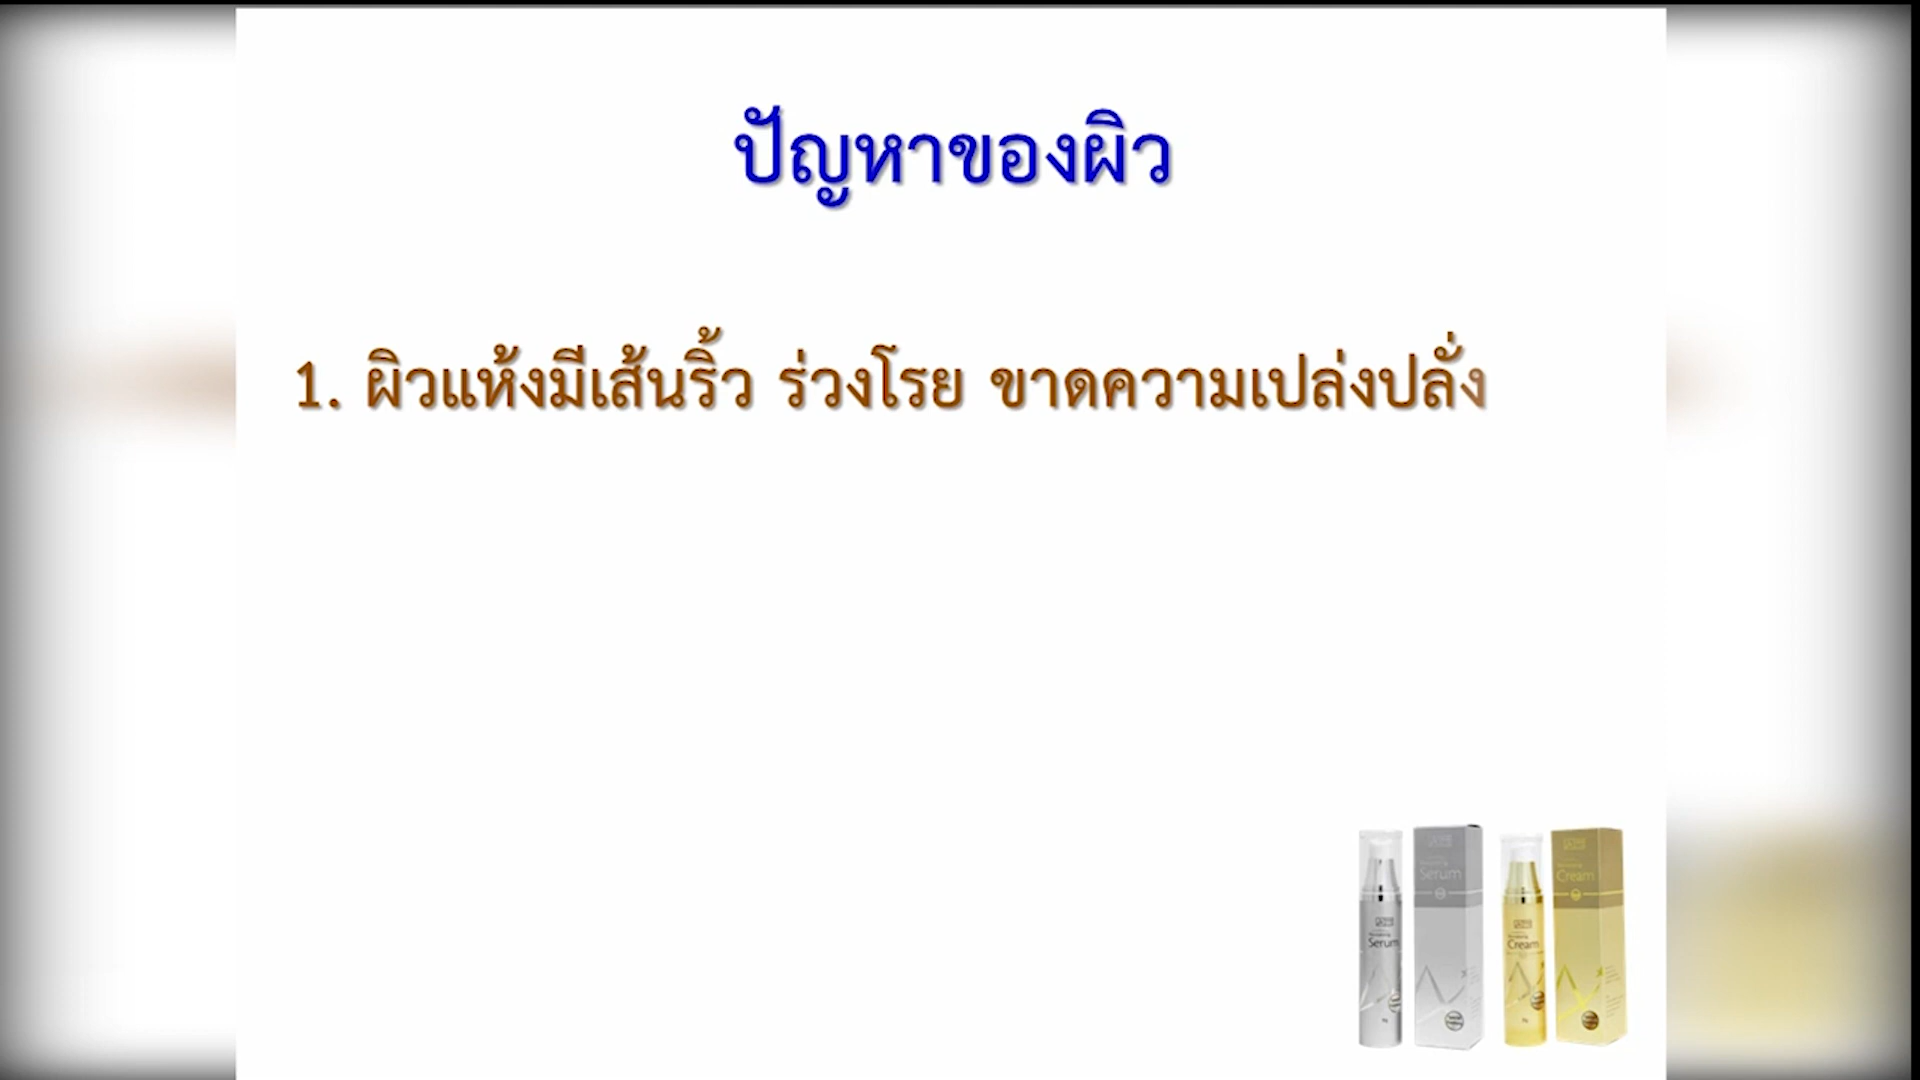 ปัญหาของผิว
1. ผิวแห้งมีเส้นริ้ว ร่วงโรย ขาดความเปล่งปลั่ง
Serum
Serum
Cream
Cream